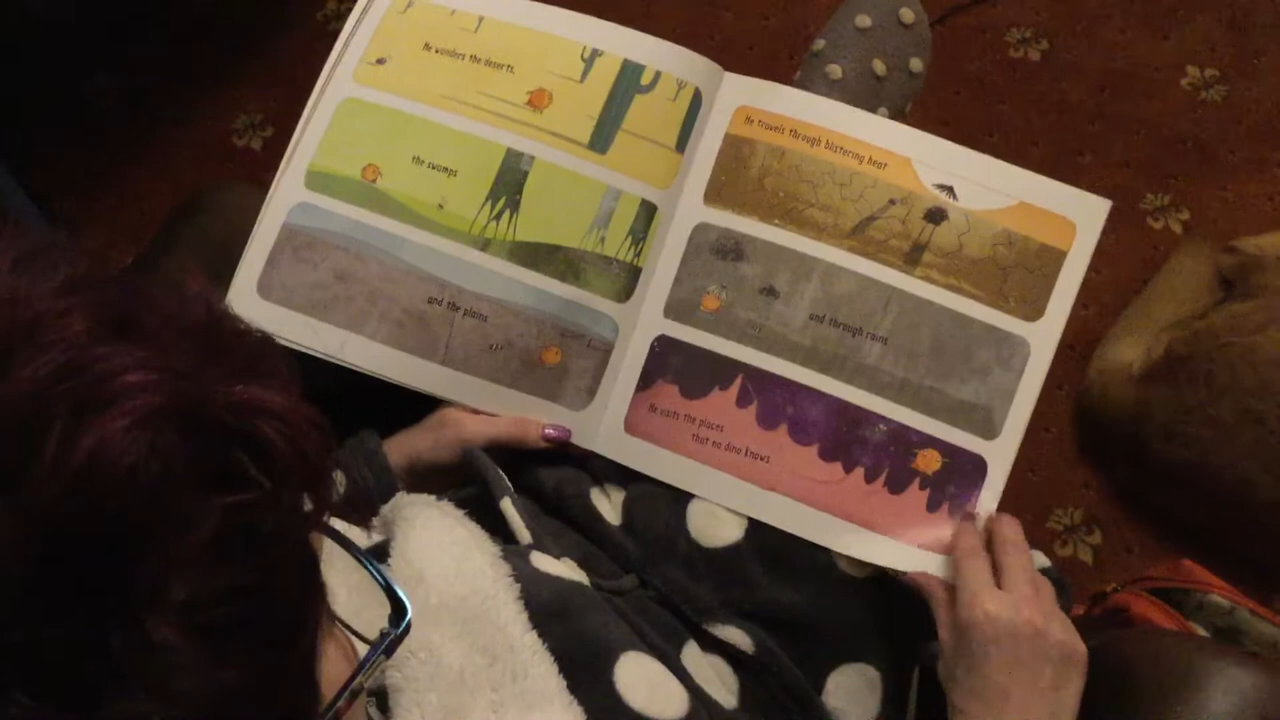 He wanders the deserts,
the swamps
and the plains
He travels through blistering heat
and through rains
He visits the places
that no dino knows